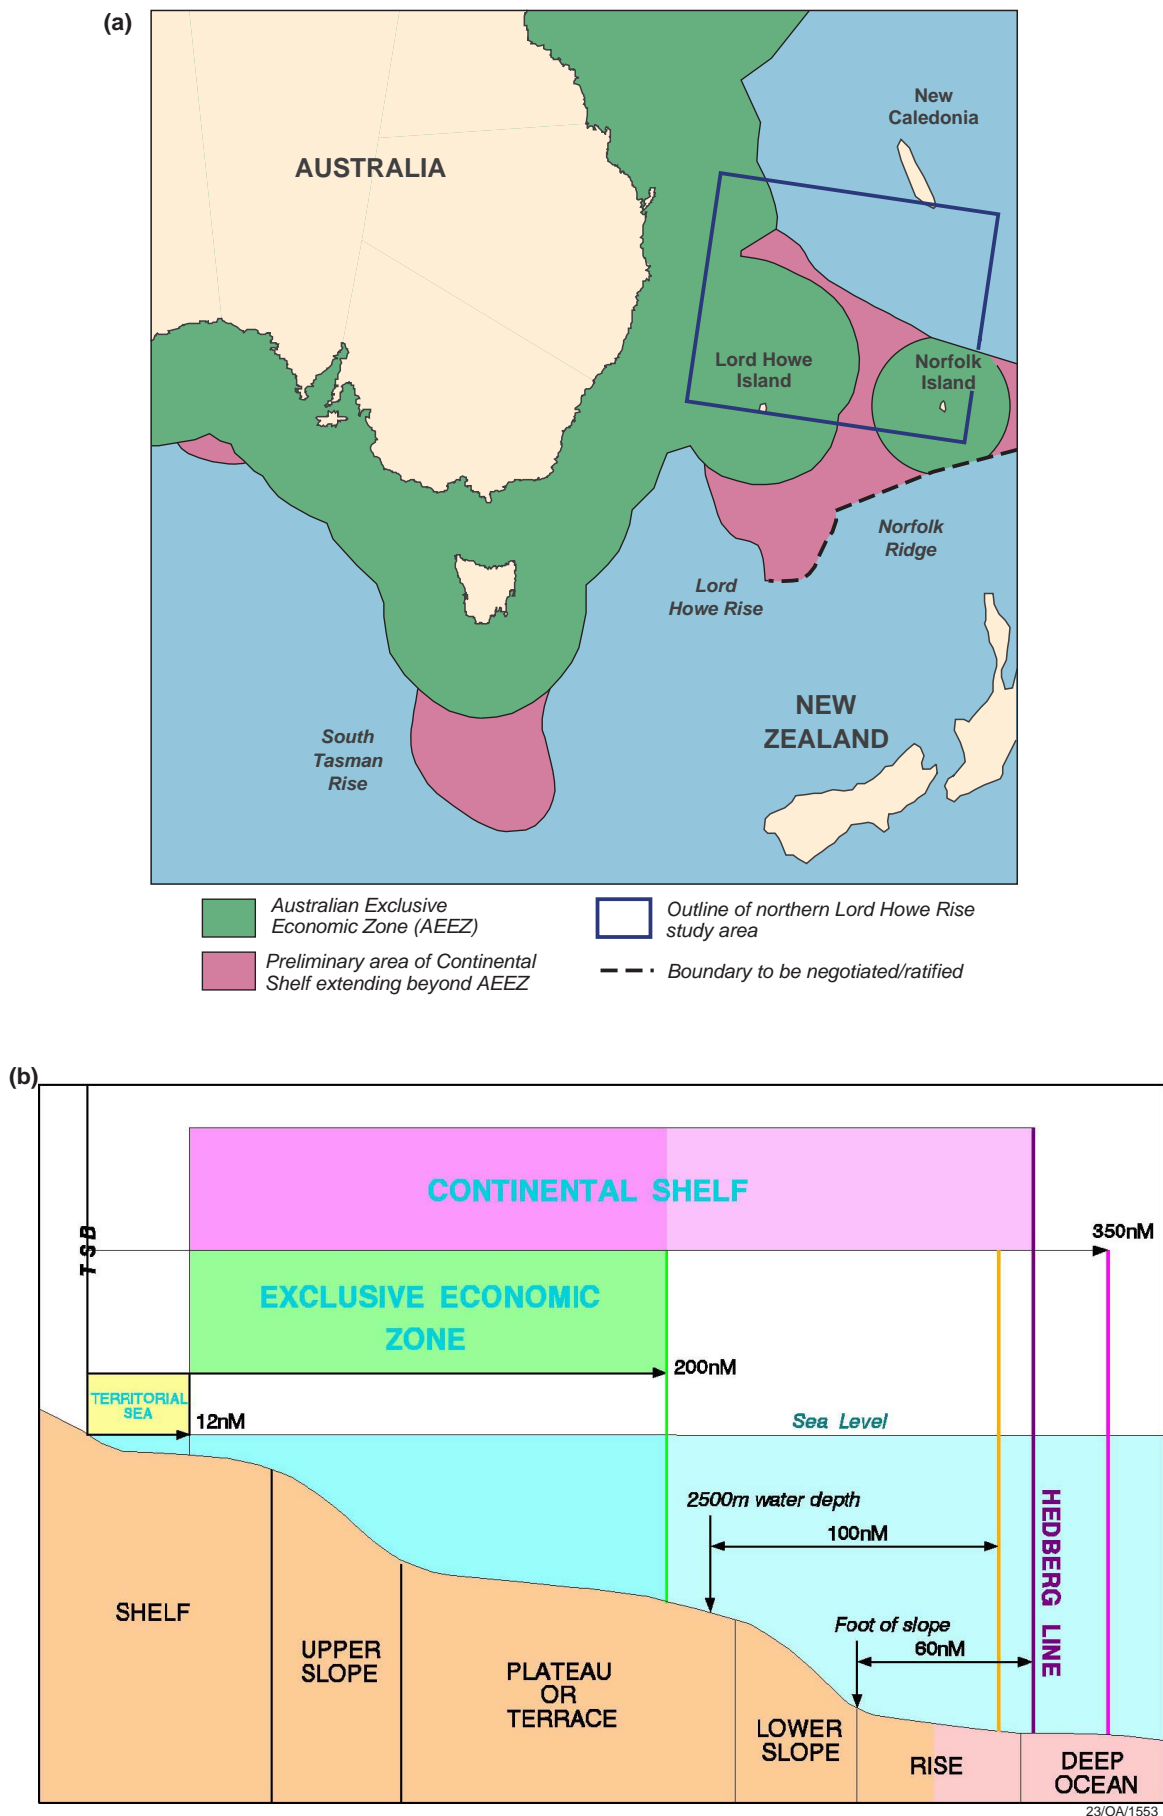 (a)
New
Caledonia
AUSTRALIA
Lord Howe
Island
Norfolk
Island
Norfolk
Ridge
Lord
Howe Rise
NEW
ZEALAND
South
Tasman
Rise
Australian Exclusive
Economic Zone (AEEZ)
Outline of northern Lord Howe Rise
study area
Preliminary area of Continental
Shelf extending beyond AEEZ
Boundary to be negotiated/ratified
(b)
CONTINENTAL SHELF
TSB
350nM
EXCLUSIVE ECONOMIC
ZONE
200nM
TERRITORIAL
SEA
12nM
Sea Level
2500m water depth
100nM
HEDBERG LINE
Foot of slope
60nM
SHELF
UPPER
SLOPE
PLATEAU
OR
TERRACE
LOWER
SLOPE
RISE
DEEP
OCEAN
23/OA/1553